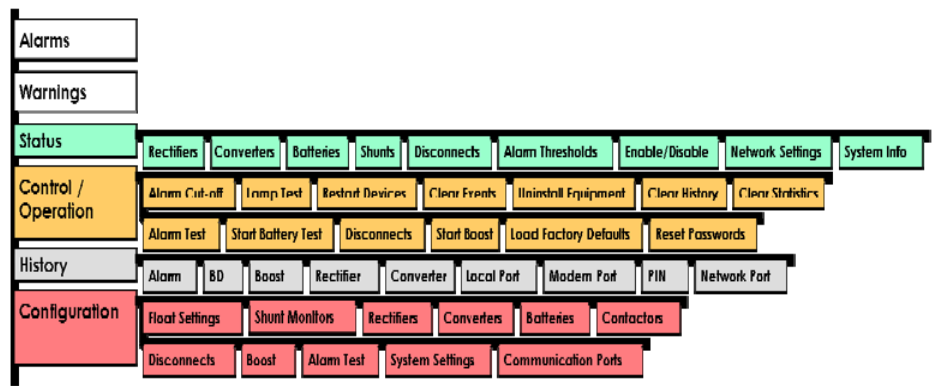 Alarms
Warnings
Status
Rectifiers Converters Batteries Shunts Disconnects Alarm Thresholds Enable/Disable Network Settings System Info
Control /
Operation
Alarm Cut-off Lamp Test Restart Devices Clear Events Uninstall Equipment Clear History Clear Statistics
Alarm Test Start Battery Test Disconnects Start Boost Load Factory Defaults Reset Passwords
History
Alarm BD Boost Rectifier Converter Local Port Modem Port PIN Network Port
Configuration
Float Settings Shunt Monitors Rectifiers Converters Batteries Contactors
Disconnects Boost Alarm Test System Settings Communication Ports